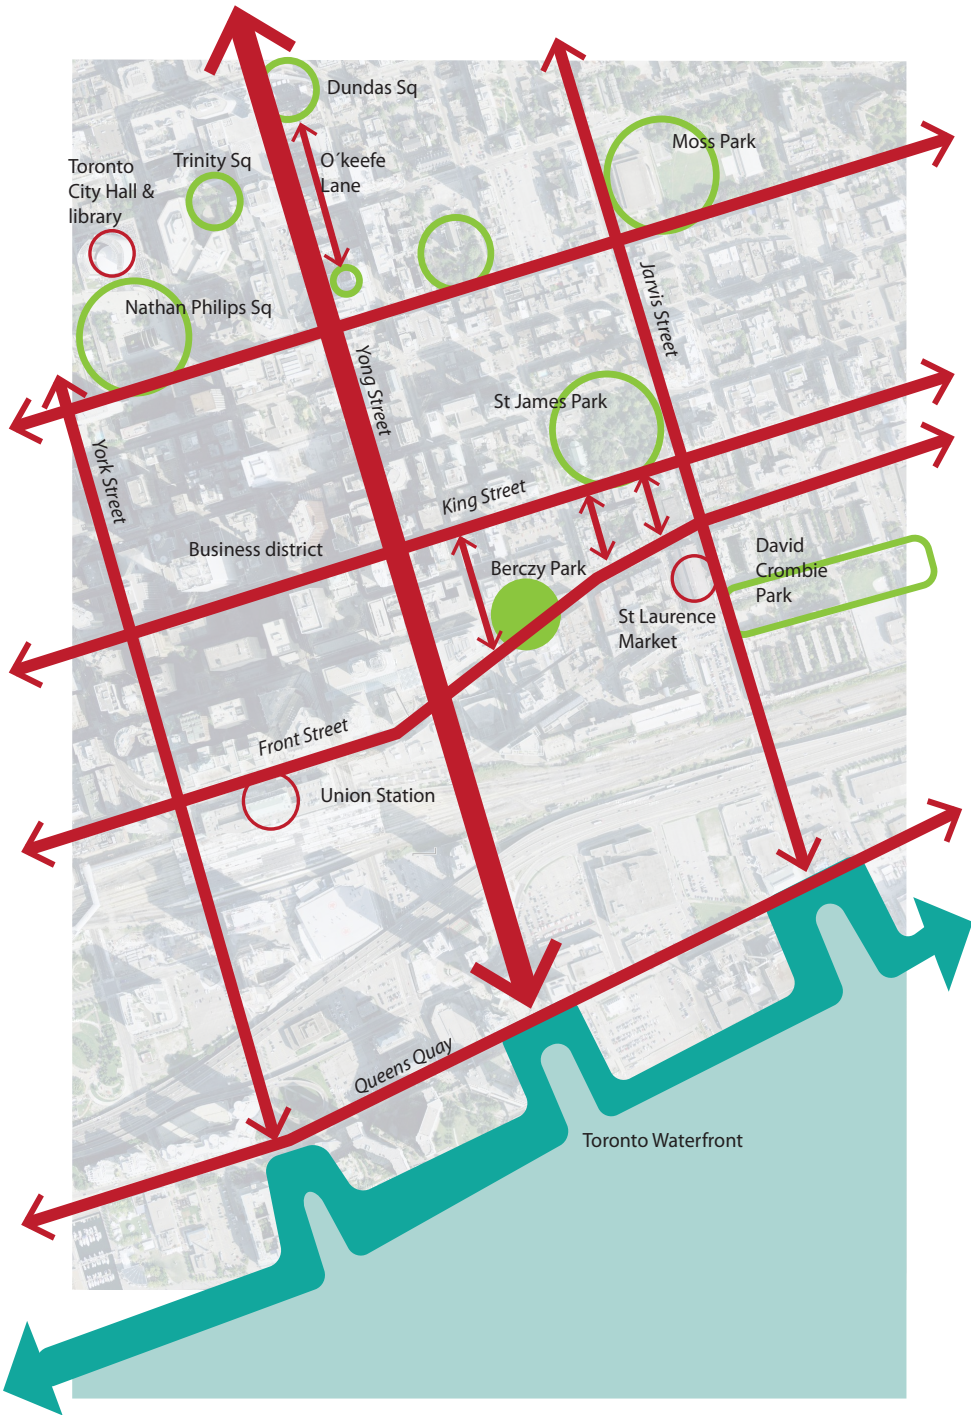 Dundas Sq
Moss Park
Trinity Sq
O´keefe
Lane
Toronto
City Hall &
library
Nathan Philips Sq
Jarvis Street
Yong Street
St James Park
York Street
King Street
Business district
Berczy Park
David
Crombie
Park
St Laurence
Market
Front Street
Union Station
Queens Quay
Toronto Waterfront